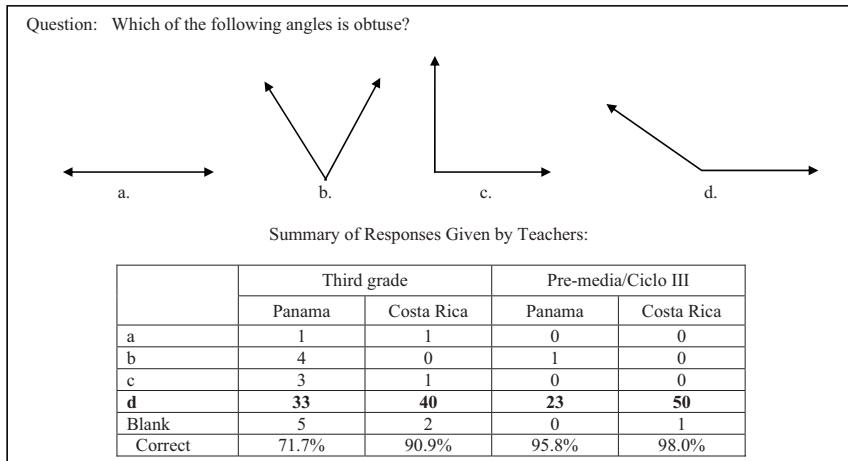 Question: Which of the following angles is obtuse?
a. b. c. d.
Summary of Responses Given by Teachers:
Third grade Pre-media/Ciclo III
Panama Costa Rica Panama Costa Rica
a 1 1 0 0
b 4 0 1 0
c 3 1 0 0
d 33 40 23 50
Blank 5 2 0 1
Correct 71.7% 90.9% 95.8% 98.0%